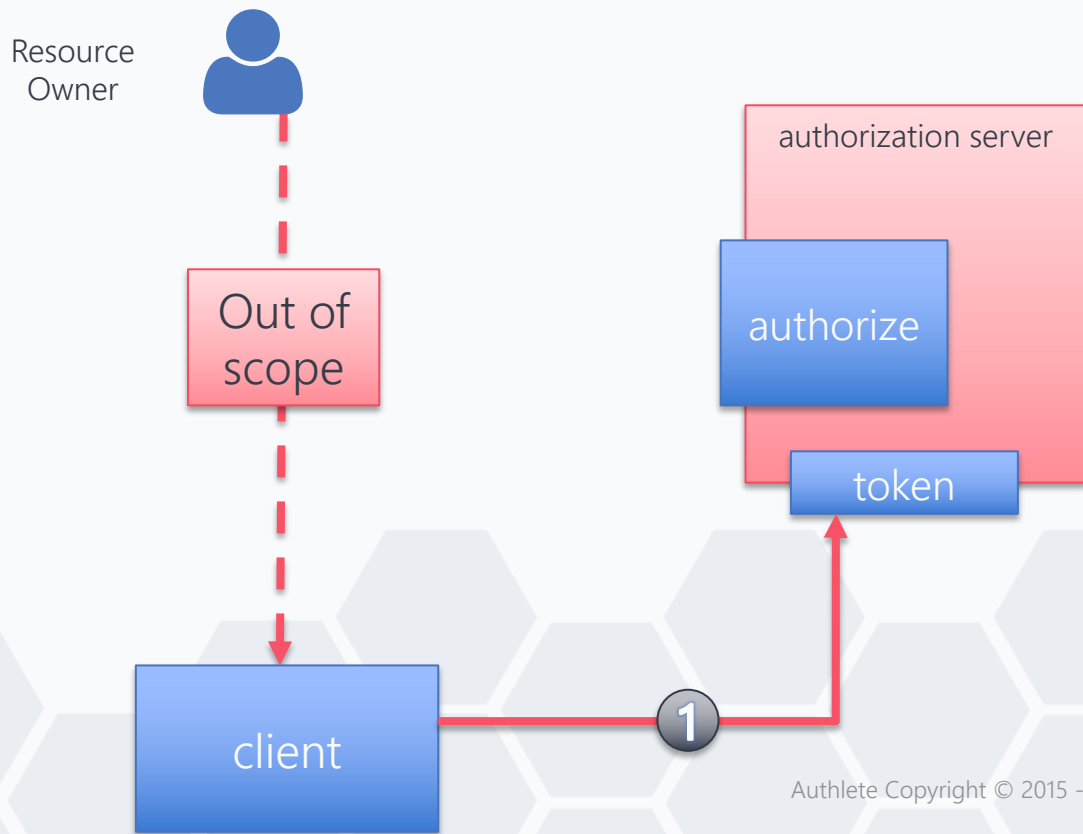 Resource
Owner
authorization server
Out of
scope
authorize
token
1
client
Authlete Copyright © 2015 -